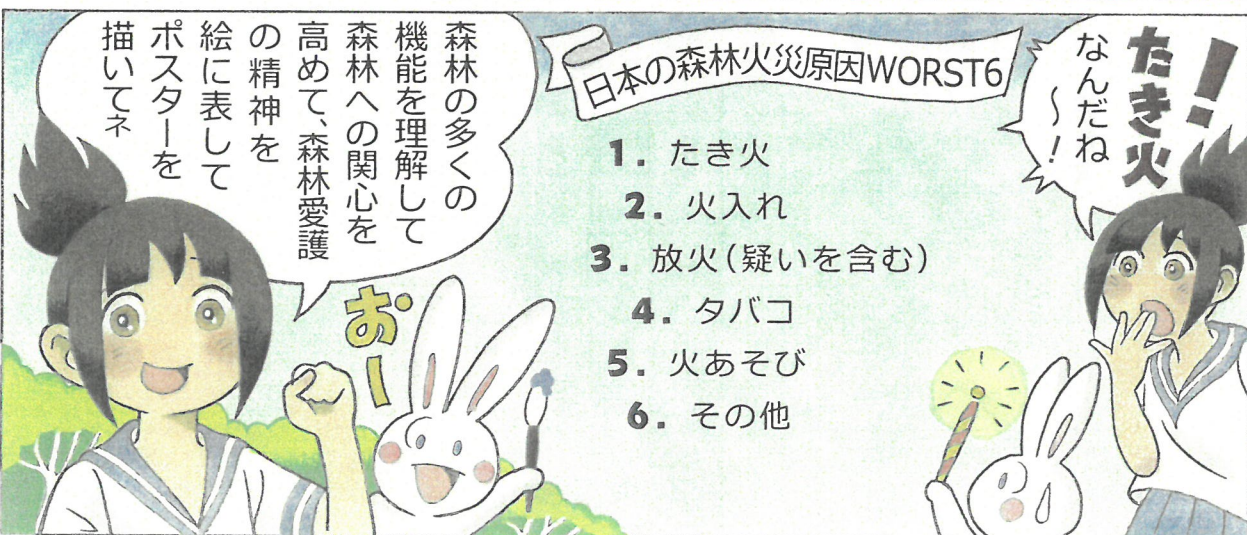 !
たき火
なんだね
〜!
日本の森林火災原因WORST6
1. たき火
2. 火入れ
3. 放火(疑いを含む)
4. タバコ
5. 火あそび
6. その他
森林の多くの
機能を理解して
森林への関心を
高めて、森林愛護
の精神を
絵に表して
ポスターを
描いてネ
おー